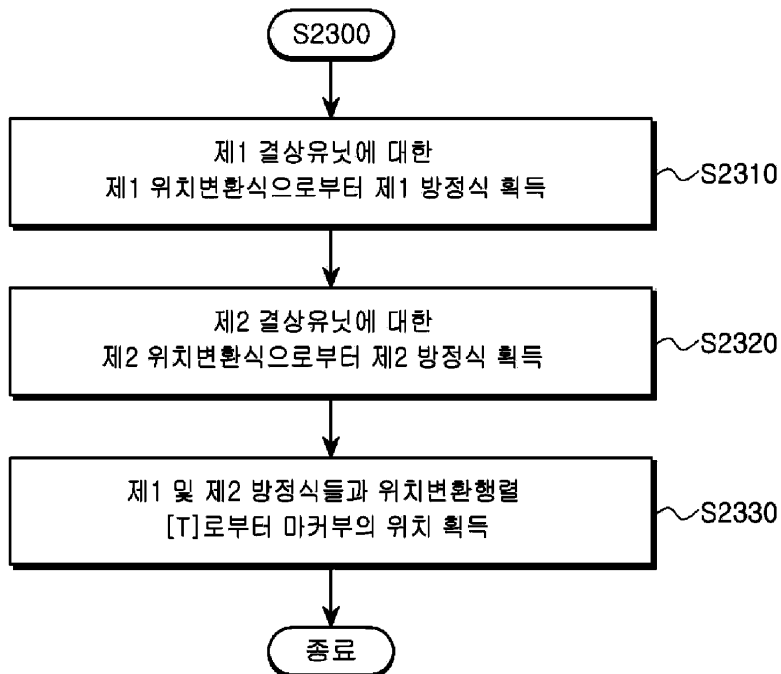 S2300
제1 결상유닛에 대한
제1 위치변환식으로부터 제1 방정식 획득
S2310
제2 결상유닛에 대한
제2 위치변환식으로부터 제2 방정식 획득
S2320
제1 및 제2 방정식들과 위치변환행렬
[T]로부터 마커부의 위치 획득
S2330
종료